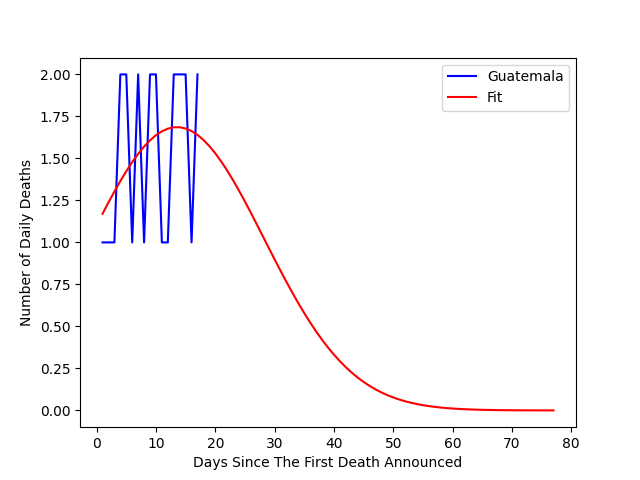 Guatemala
Fit
Number of Daily Deaths
2.00
1.75
1.50
1.25
1.00
0.75
0.50
0.25
0.00
0 10 20 30 40 50 60 70 80
Days Since The First Death Announced